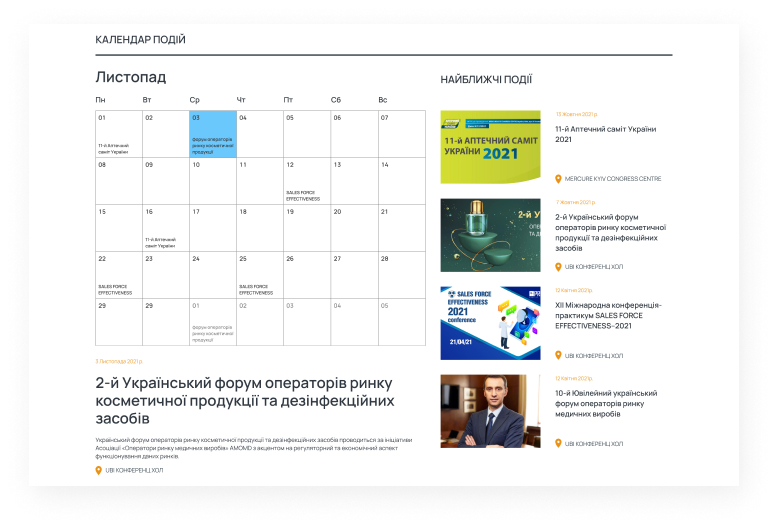 КАЛЕНДАР ПОДІЙ
Листопад
Пн Вт Ср Чт Пт Сб Вс
01 02 03 04 05 06 07
11-й Аптечний
саміт України
форум операторів
ринку косметичної
продукції
08 09 10 11 12 13 14
SALES FORCE
EFFECTIVENESS
15 16 17 18 19 20 21
11-й Аптечний
саміт України
22 23 24 25 26 27 28
SALES FORCE
EFFECTIVENESS
SALES FORCE
EFFECTIVENESS
29 29 01 02 03 04 05
форум операторів
ринку косметичної
продукції
3 Листопада 2021 р.
2-й Український форум операторів ринку
косметичної продукції та дезінфекційних
засобів
Український форум операторів ринку косметичної продукції та дезінфекційних засобів проводиться за ініціативи
Асоціації «Оператори ринку медичних виробів» AMOMD з акцентом на регуляторний та економічний аспект
функціонування даних ринків.
UBI КОНФЕРЕНЦ ХОЛ
НАЙБЛИЖЧІ ПОДІЇ
11-й АПТЕЧНИЙ САМІТ
УКРАЇНИ 2021
15 Жовтня 2021 р.
11-й Аптечний саміт України
2021
MERCURE KYIV CONGRESS CENTRE
2-й У
ОПЕ
ТА Д
7 Жовтня 2021 р.
2-й Український форум
операторів ринку косметичної
продукції та дезінфекційних
засобів
UBI КОНФЕРЕНЦ ХОЛ
SALES FORCE
EFFECTIVENESS
2021
conference
21/04/21
PR
XII Міжнародна конференція-
практикум SALES FORCE
EFFECTIVENESS–2021
UBI КОНФЕРЕНЦ ХОЛ
10-й Ювілейний український
форум операторів ринку
медичних виробів
UBI КОНФЕРЕНЦ ХОЛ